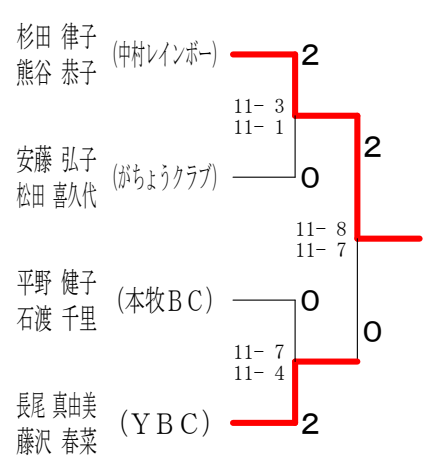 杉田 律子
熊谷 恭子
(中村レインボー)
2
11- 3
11- 1
安藤 弘子
松田 喜久代
(がちょうクラブ)
0
2
11- 8
11- 7
0
平野 健子
石渡 千里
(本牧BC)
0
11- 7
11- 4
長尾 真由美
藤沢 春菜
(YBC)
2